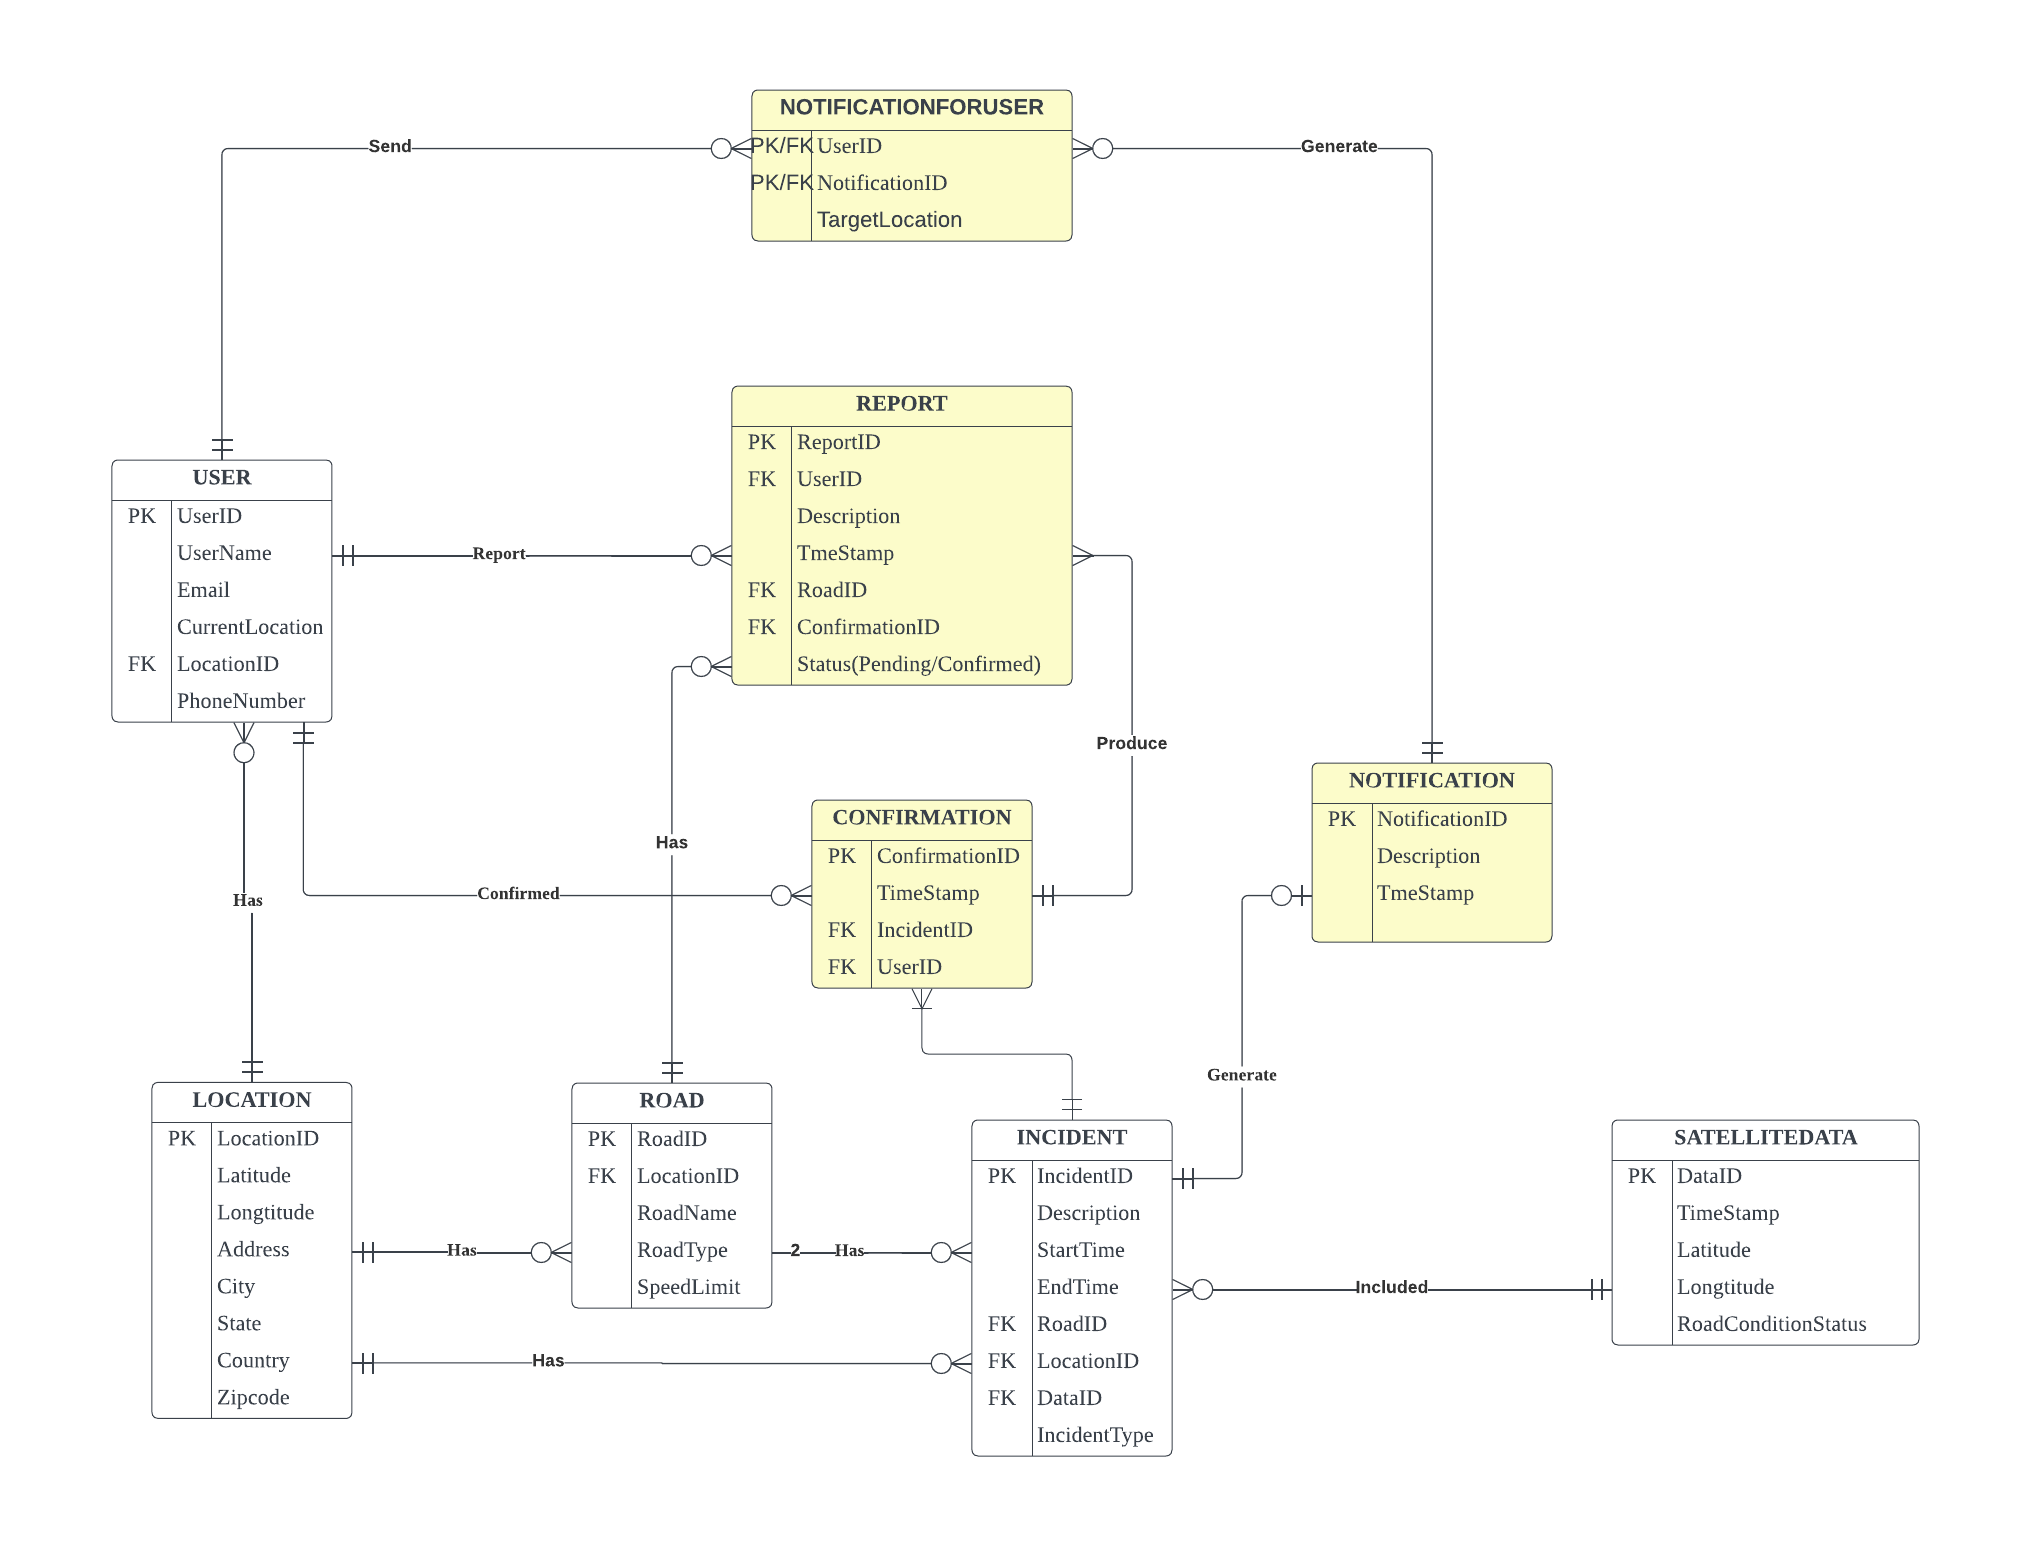 NOTIFICATIONFORUSER
PK/FK UserID
PK/FK NotificationID
TargetLocation
Send
Generate
REPORT
PK ReportID
FK UserID
Description
TmeStamp
FK RoadID
FK ConfirmationID
Status(Pending/Confirmed)
USER
PK UserID
UserName
Email
CurrentLocation
FK LocationID
PhoneNumber
Report
Produce
Has
Confirmed
Has
CONFIRMATION
PK ConfirmationID
TimeStamp
FK IncidentID
FK UserID
NOTIFICATION
PK NotificationID
Description
TmeStamp
Generate
LOCATION
PK LocationID
Latitude
Longtitude
Address
City
State
Country
Zipcode
Has
Has
ROAD
PK RoadID
FK LocationID
RoadName
RoadType
SpeedLimit
2 Has
INCIDENT
PK IncidentID
Description
StartTime
EndTime
FK RoadID
FK LocationID
FK DataID
IncidentType
Included
SATELLITEDATA
PK DataID
TimeStamp
Latitude
Longtitude
RoadConditionStatus